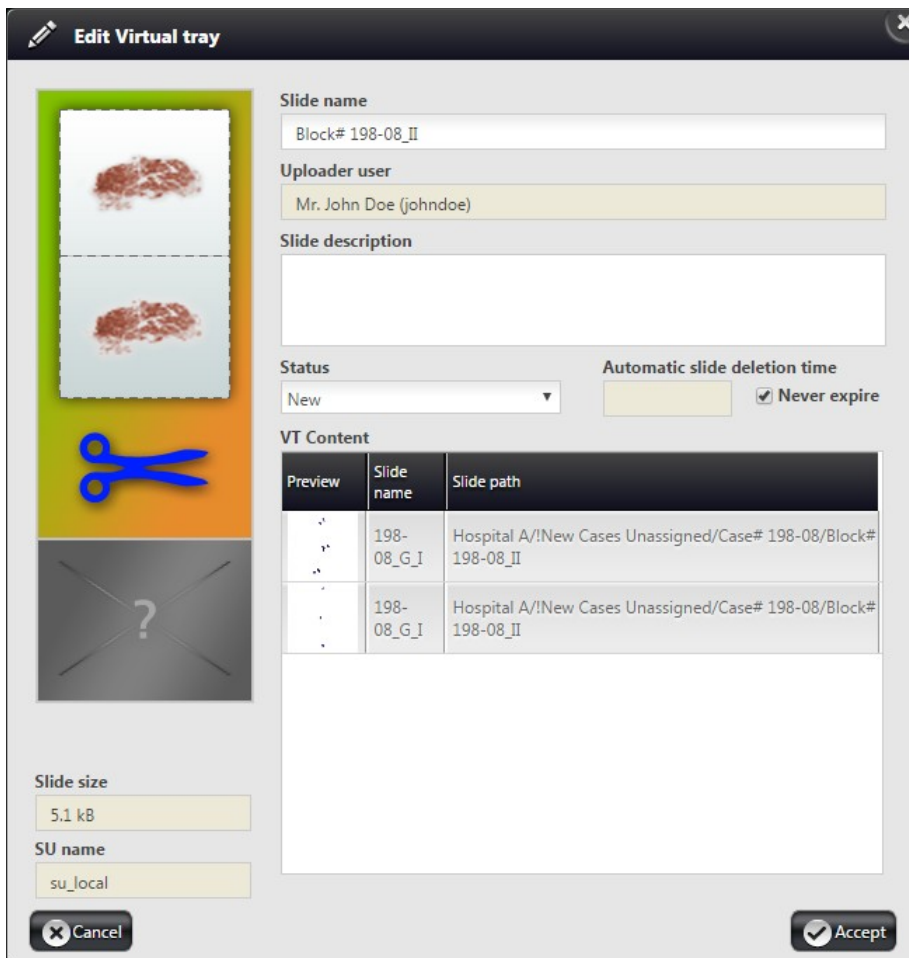 Edit Virtual tray
Slide name
Block# 198-08_II
Uploader user
Mr. John Doe (johndoe)
Slide description
Status
Automatic slide deletion time
New
Never expire
VT Content
Preview
Slide
name
Slide path
198-
08_G_I
Hospital A/!New Cases Unassigned/Case# 198-08/Block#
198-08_II
198-
08_G_I
Hospital A/!New Cases Unassigned/Case# 198-08/Block#
198-08_II
?
Slide size
5.1 kB
SU name
su_local
Cancel
Accept